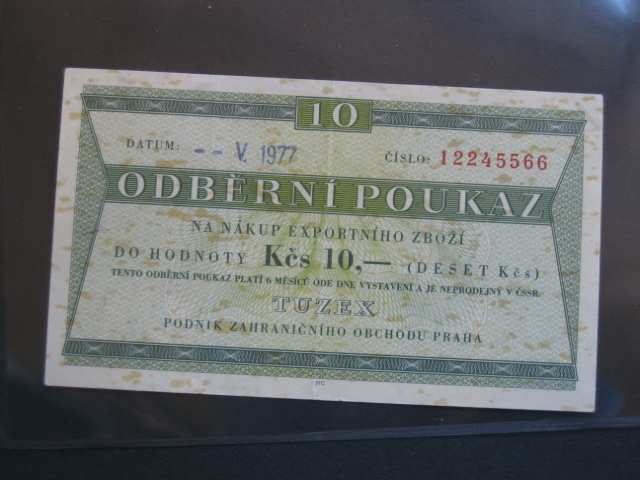 10
DATUM: - - V. 1977 ČÍSLO: 12245566
ODBĚRNÍ POUKAZ
NA NÁKUP EXPORTNÍHO ZBOŽÍ
DO HODNOTY Kčs 10,— (DESET Kčs)
TENTO ODBĚRNÍ POUKAZ PLATÍ 6 MĚSÍCŮ ODE DNE VYSTAVENÍ A JE NEPRODEJNÝ V ČSSR.
TUZEX
PODNIK ZAHRANIČNÍHO OBCHODU PRAHA